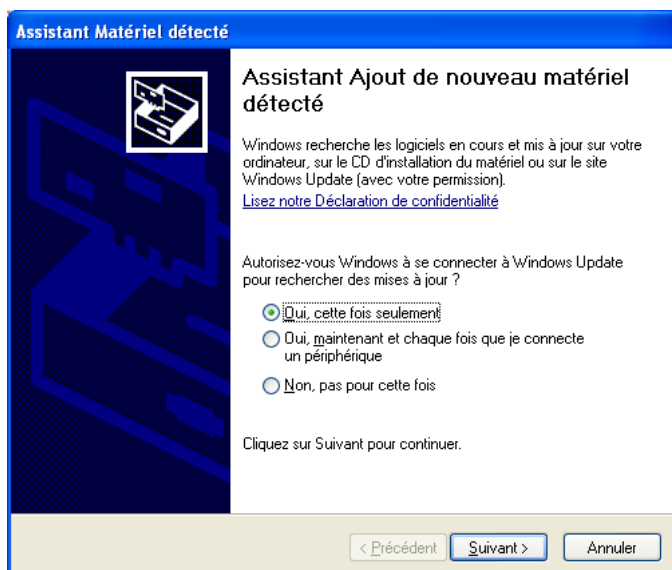 Assistant Matériel détecté
Assistant Ajout de nouveau matériel
détecté
Windows recherche les logiciels en cours et mis à jour sur votre
ordinateur, sur le CD d'installation du matériel ou sur le site
Windows Update (avec votre permission).
Lisez notre Déclaration de confidentialité
Autorisez-vous Windows à se connecter à Windows Update
pour rechercher des mises à jour ?
Oui, cette fois seulement
Oui, maintenant et chaque fois que je connecte
un périphérique
Non, pas pour cette fois
Cliquez sur Suivant pour continuer.
< Précédent Suivant > Annuler